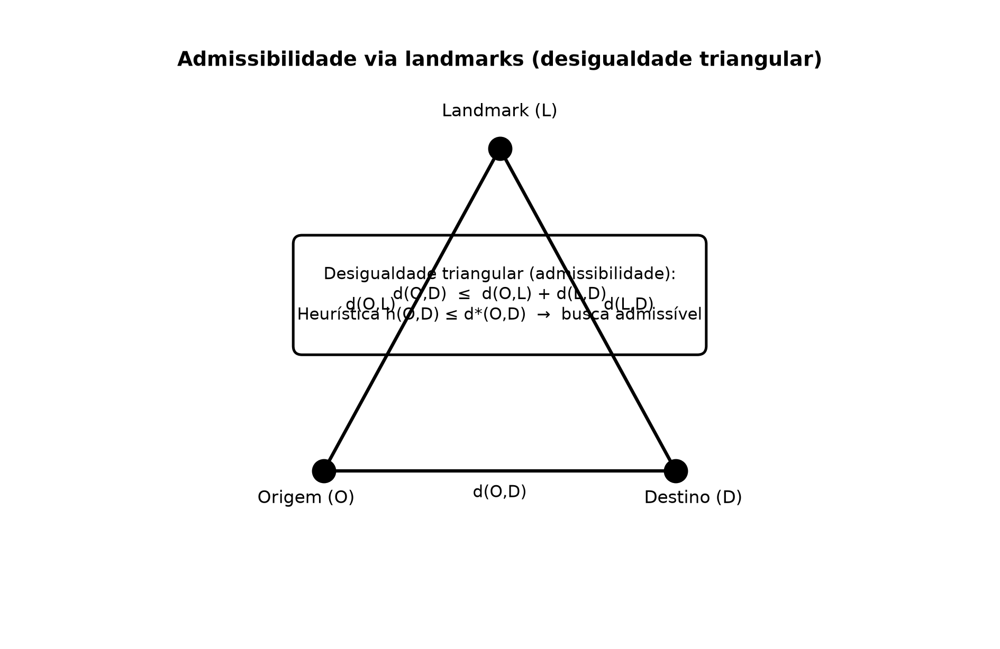 Admissibilidade via landmarks (desigualdade triangular)
Landmark (L)
Desigualdade triangular (admissibilidade):
d(O,D)  ≤  d(O,L) + d(L,D)
d(O,L)
d(L,D)
Heurística h(O,D) ≤ d*(O,D)  →  busca admissível
d(O,D)
Origem (O)
Destino (D)